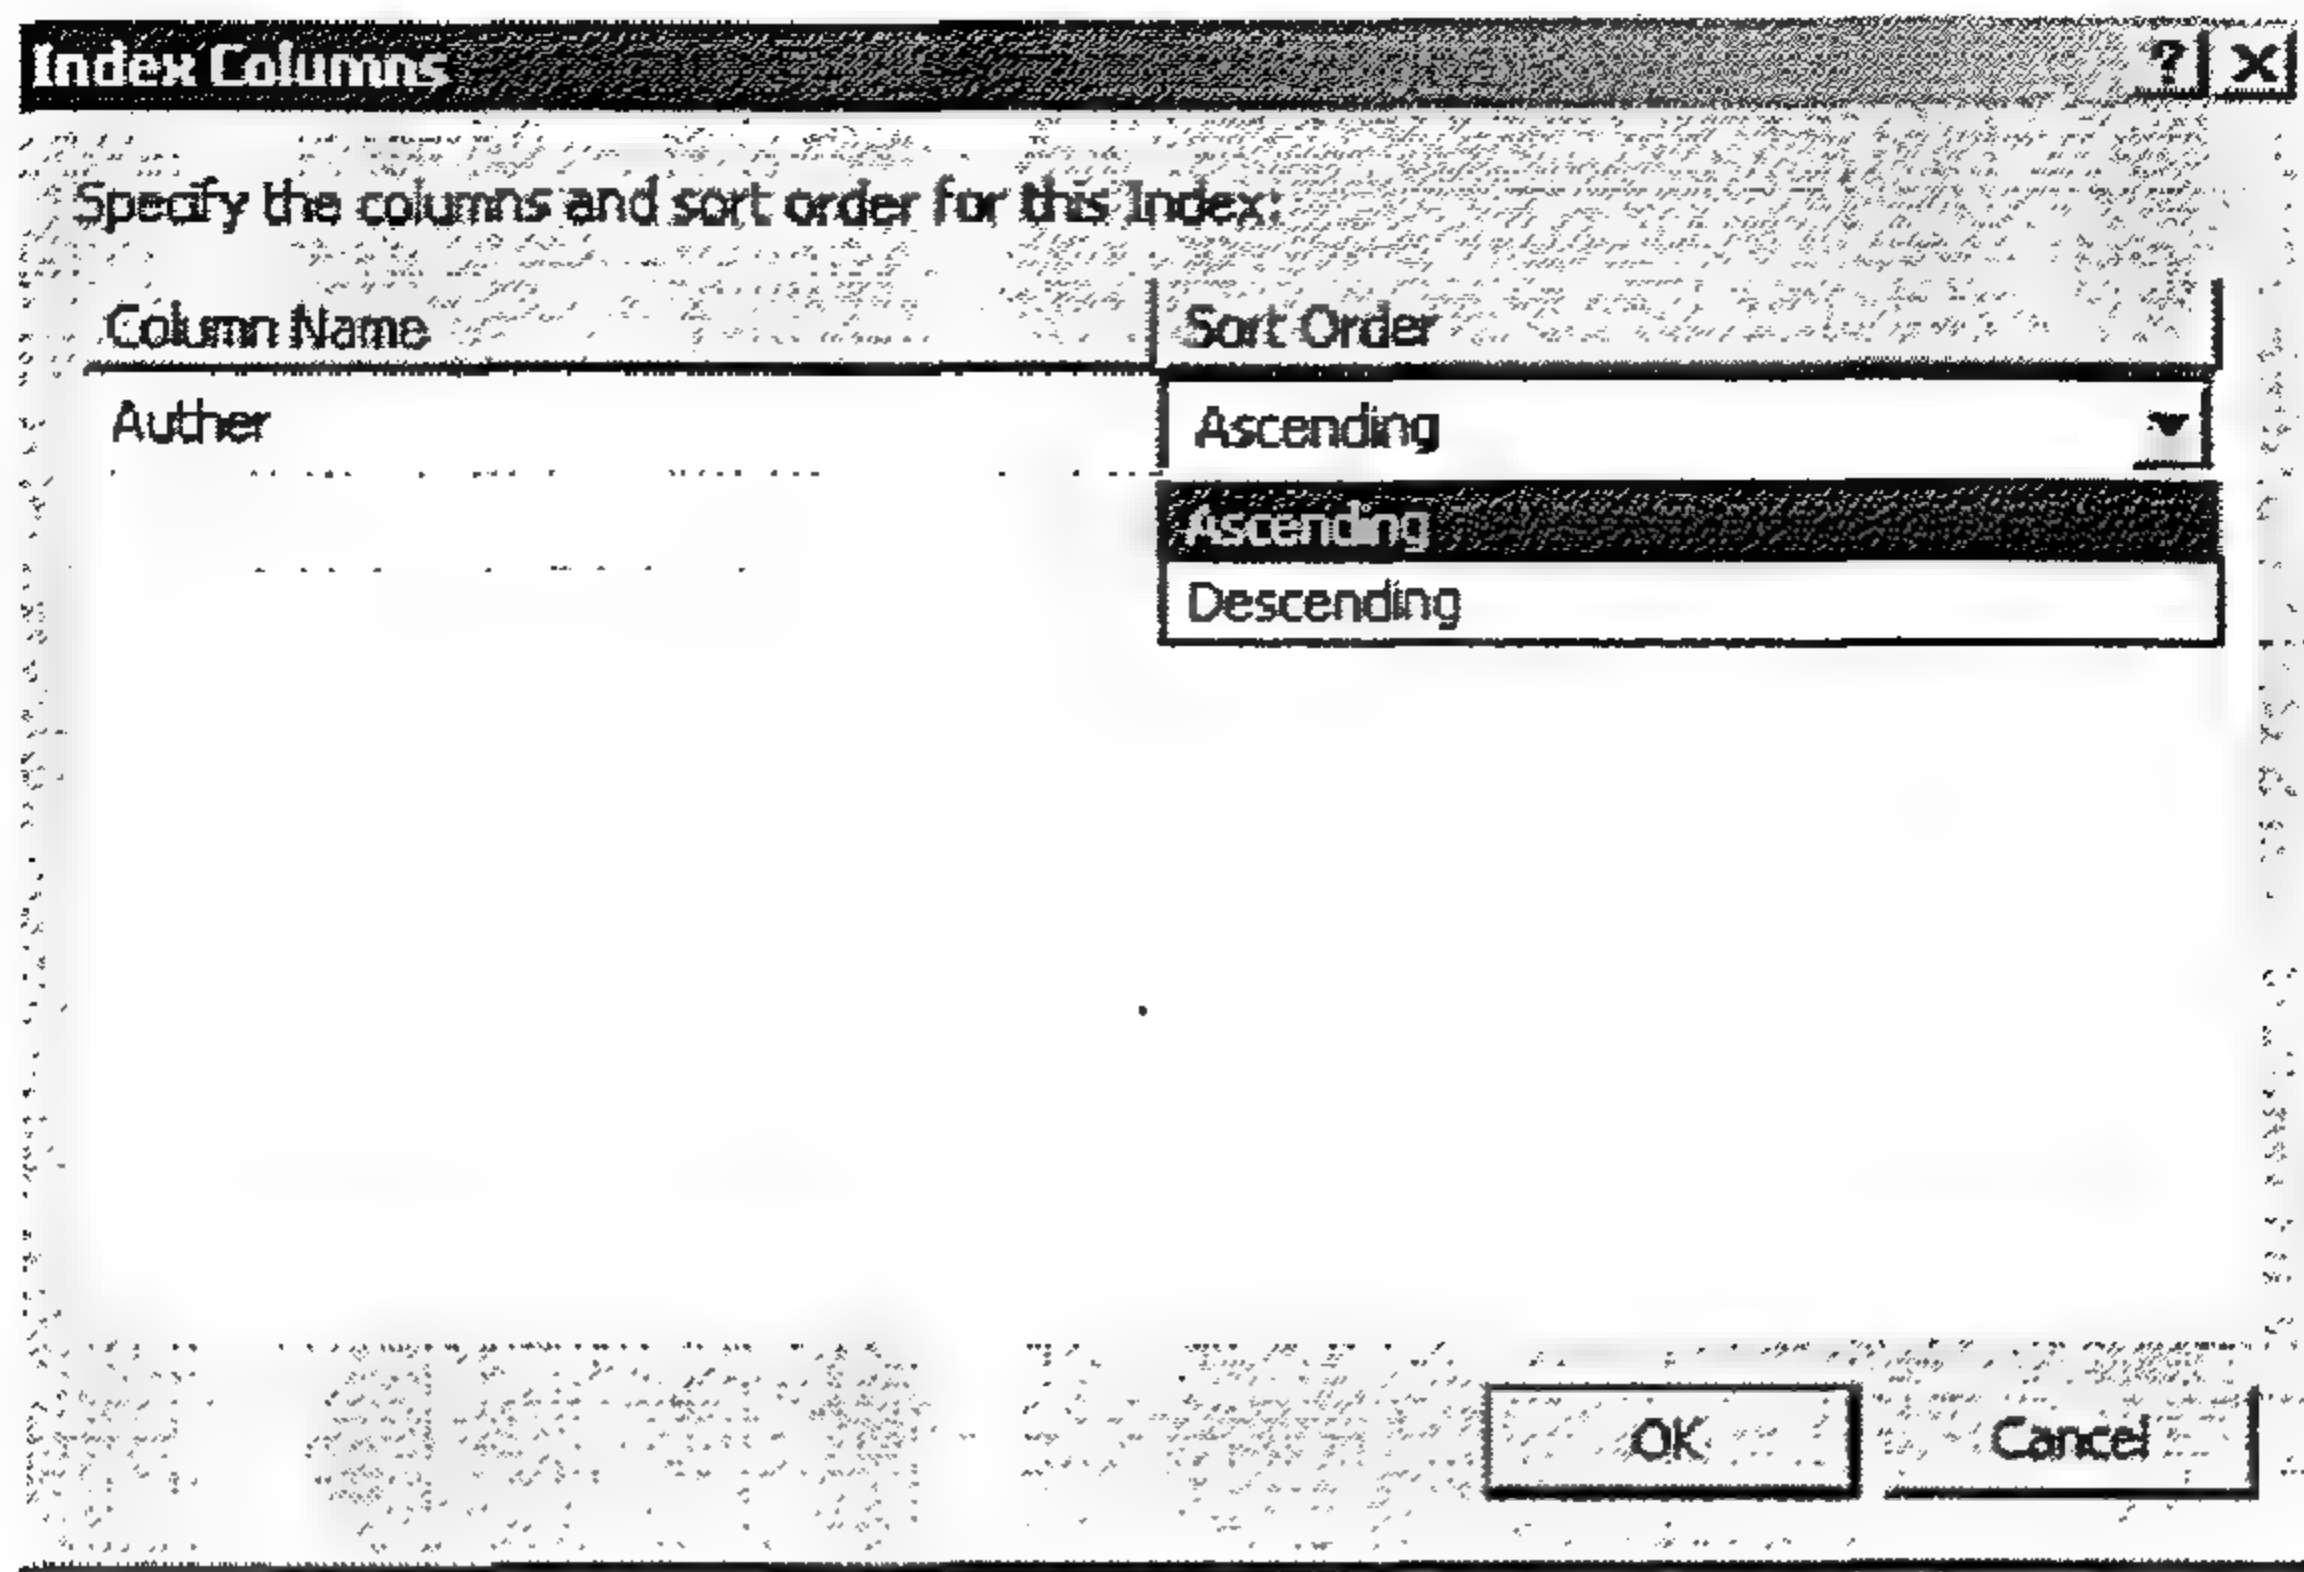 Index Columns ? X
Specify the columns and sort order for this Index:
Column Name Sort Order
Auther Ascending
Ascending
Descending
OK Cancel